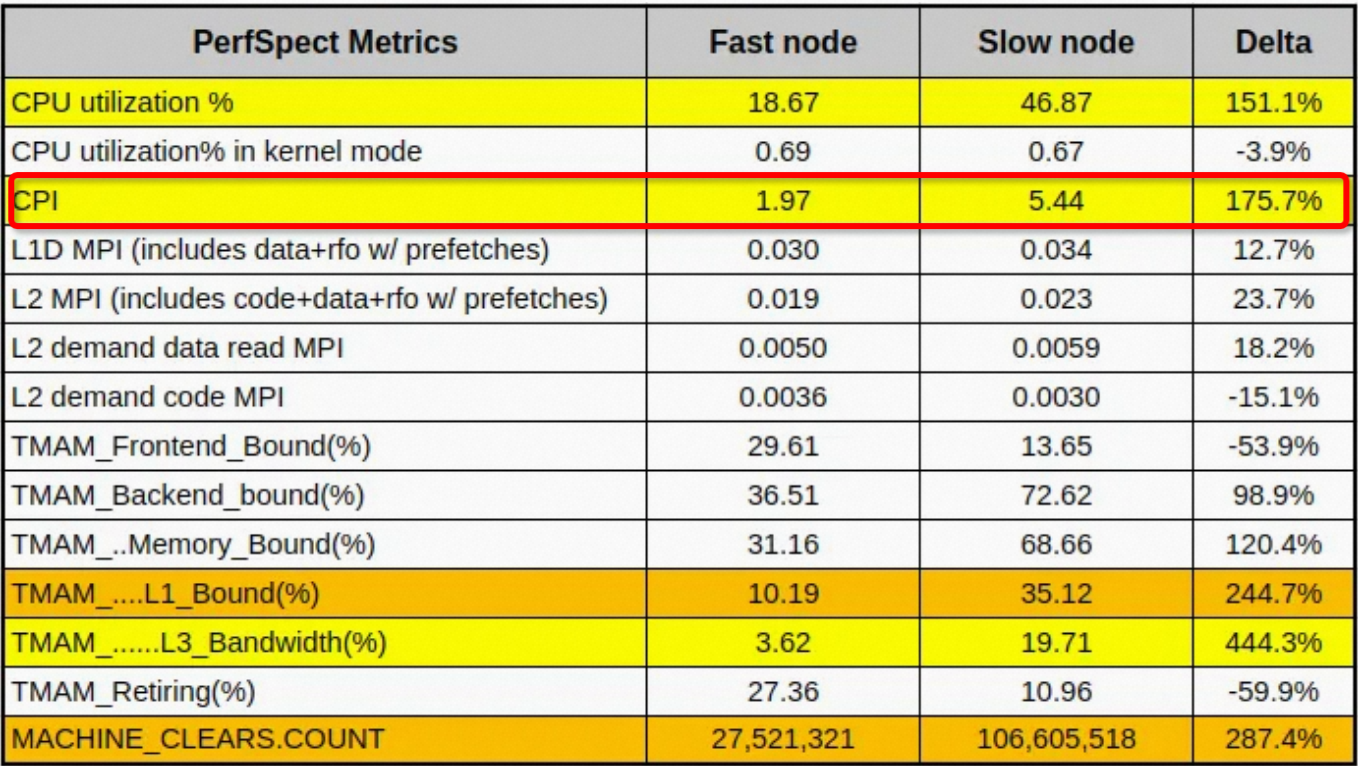 PerfSpect Metrics Fast node Slow node Delta
CPU utilization % 18.67 46.87 151.1%
CPU utilization% in kernel mode 0.69 0.67 -3.9%
CPI 1.97 5.44 175.7%
L1D MPI (includes data+rfo w/ prefetches) 0.030 0.034 12.7%
L2 MPI (includes code+data+rfo w/ prefetches) 0.019 0.023 23.7%
L2 demand data read MPI 0.0050 0.0059 18.2%
L2 demand code MPI 0.0036 0.0030 -15.1%
TMAM_Frontend_Bound(%) 29.61 13.65 -53.9%
TMAM_Backend_bound(%) 36.51 72.62 98.9%
TMAM_..Memory_Bound(%) 31.16 68.66 120.4%
TMAM_....L1_Bound(%) 10.19 35.12 244.7%
TMAM_......L3_Bandwidth(%) 3.62 19.71 444.3%
TMAM_Retiring(%) 27.36 10.96 -59.9%
MACHINE_CLEARS.COUNT 27,521,321 106,605,518 287.4%